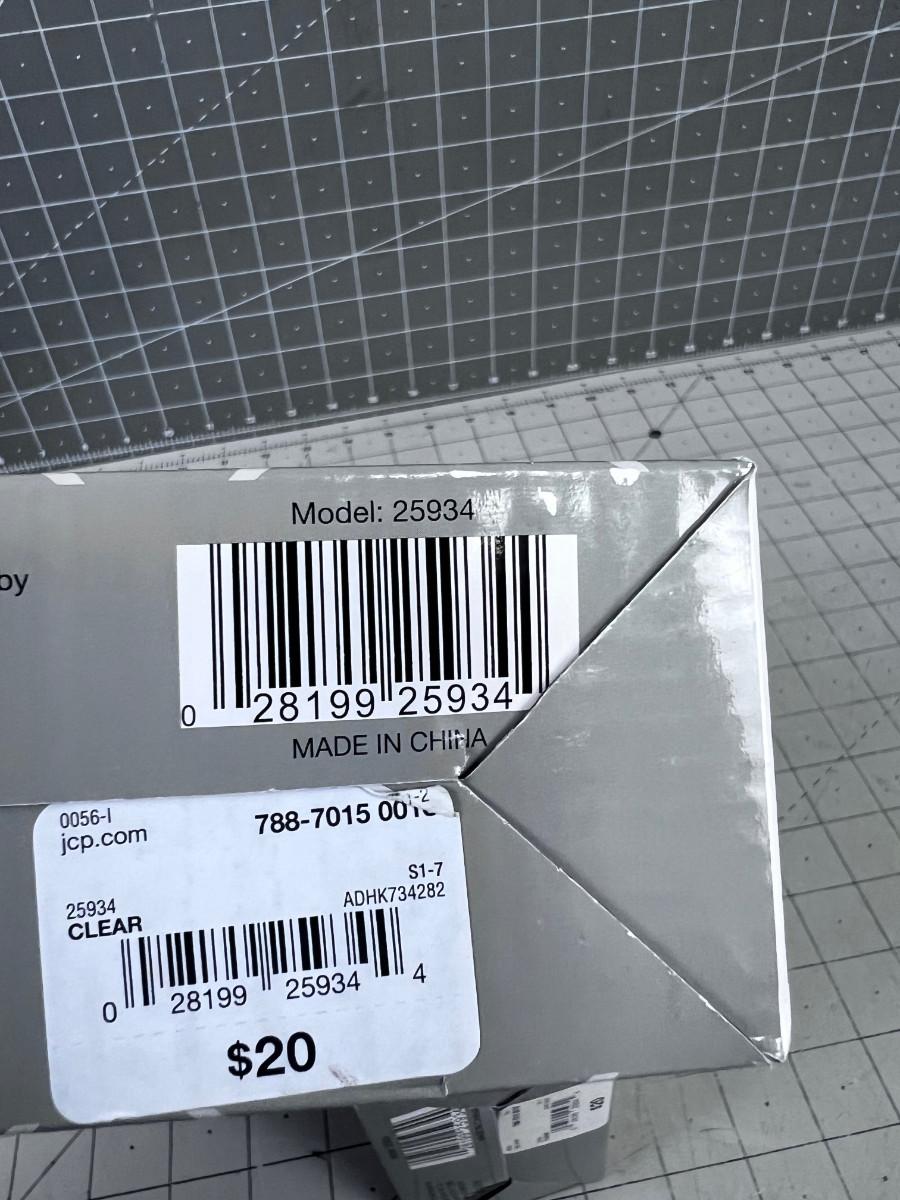 Model: 25934
oy
0 28199 25934
MADE IN CHINA
0056-I
jcp.com
788-7015
S1-7
25934
ADHK734282
CLEAR
0 28199 25934 4
$20